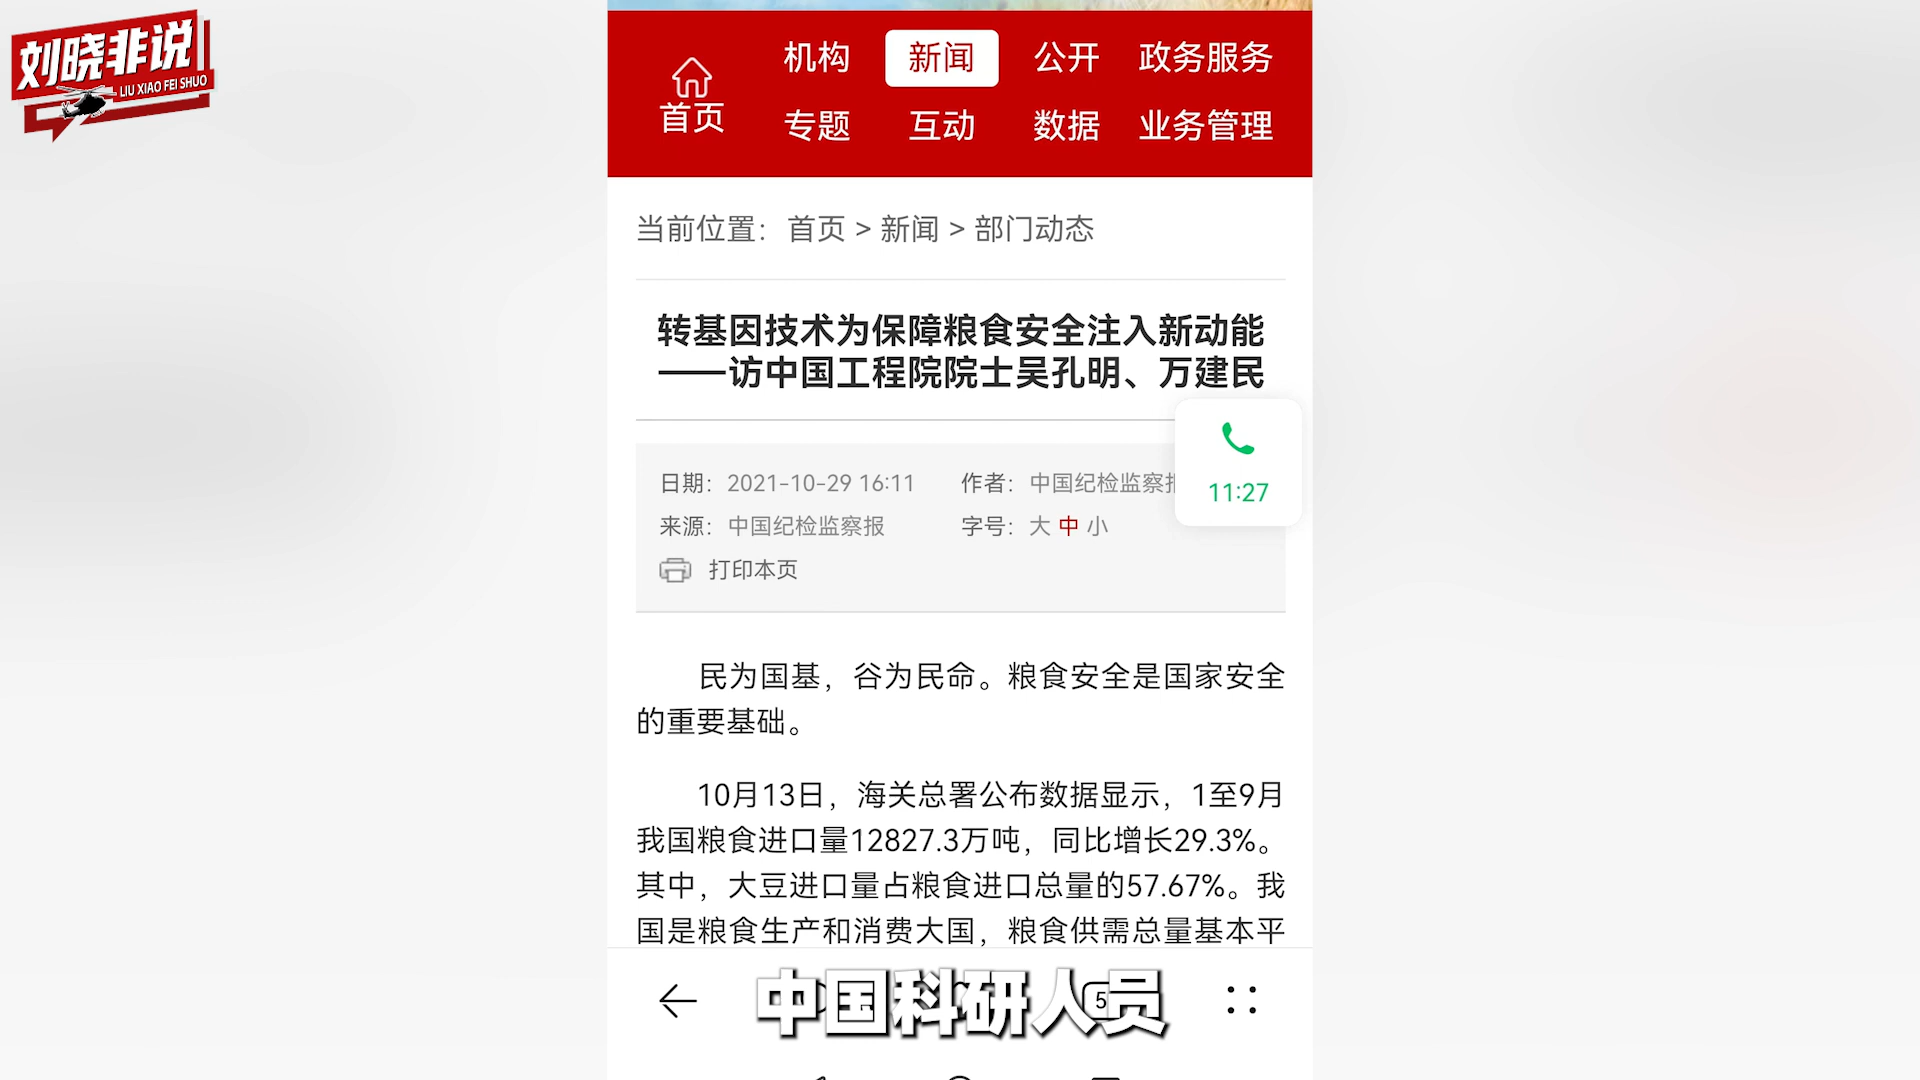 刘晓非说
LIU XIAO FEI SHUO
机构 新闻 公开 政务服务
首页
专题 互动 数据 业务管理
当前位置： 首页 > 新闻 > 部门动态
转基因技术为保障粮食安全注入新动能
——访中国工程院院士吴孔明、万建民
日期： 2021-10-29 16:11 作者： 中国纪检监察报
11:27
来源： 中国纪检监察报 字号： 大 中 小
打印本页
民为国基，谷为民命。粮食安全是国家安全
的重要基础。
10月13日，海关总署公布数据显示，1至9月
我国粮食进口量12827.3万吨，同比增长29.3%。
其中，大豆进口量占粮食进口总量的57.67%。我
国是粮食生产和消费大国，粮食供需总量基本平
中国科研人员
5